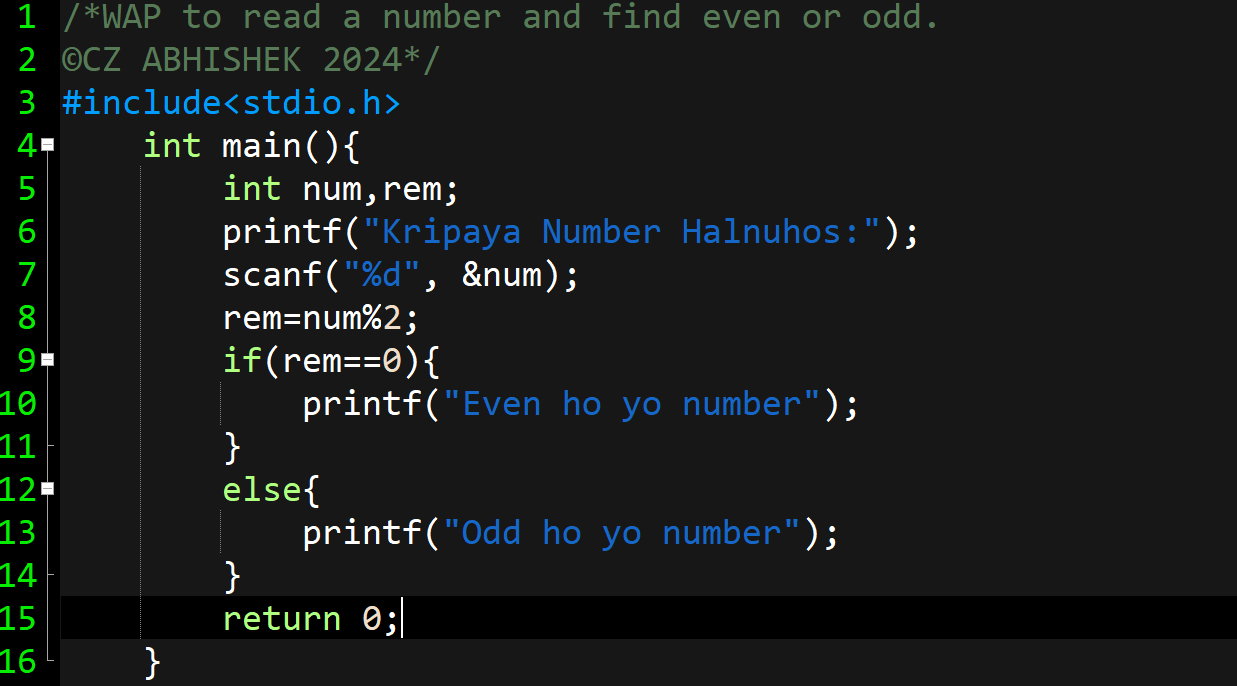 1 /*WAP to read a number and find even or odd.
2 ©CZ ABHISHEK 2024*/
3 #include<stdio.h>
4     int main(){
5         int num,rem;
6         printf("Kripaya Number Halnuhos:");
7         scanf("%d", &num);
8         rem=num%2;
9         if(rem==0){
10             printf("Even ho yo number");
11         }
12         else{
13             printf("Odd ho yo number");
14         }
15         return 0;
16     }